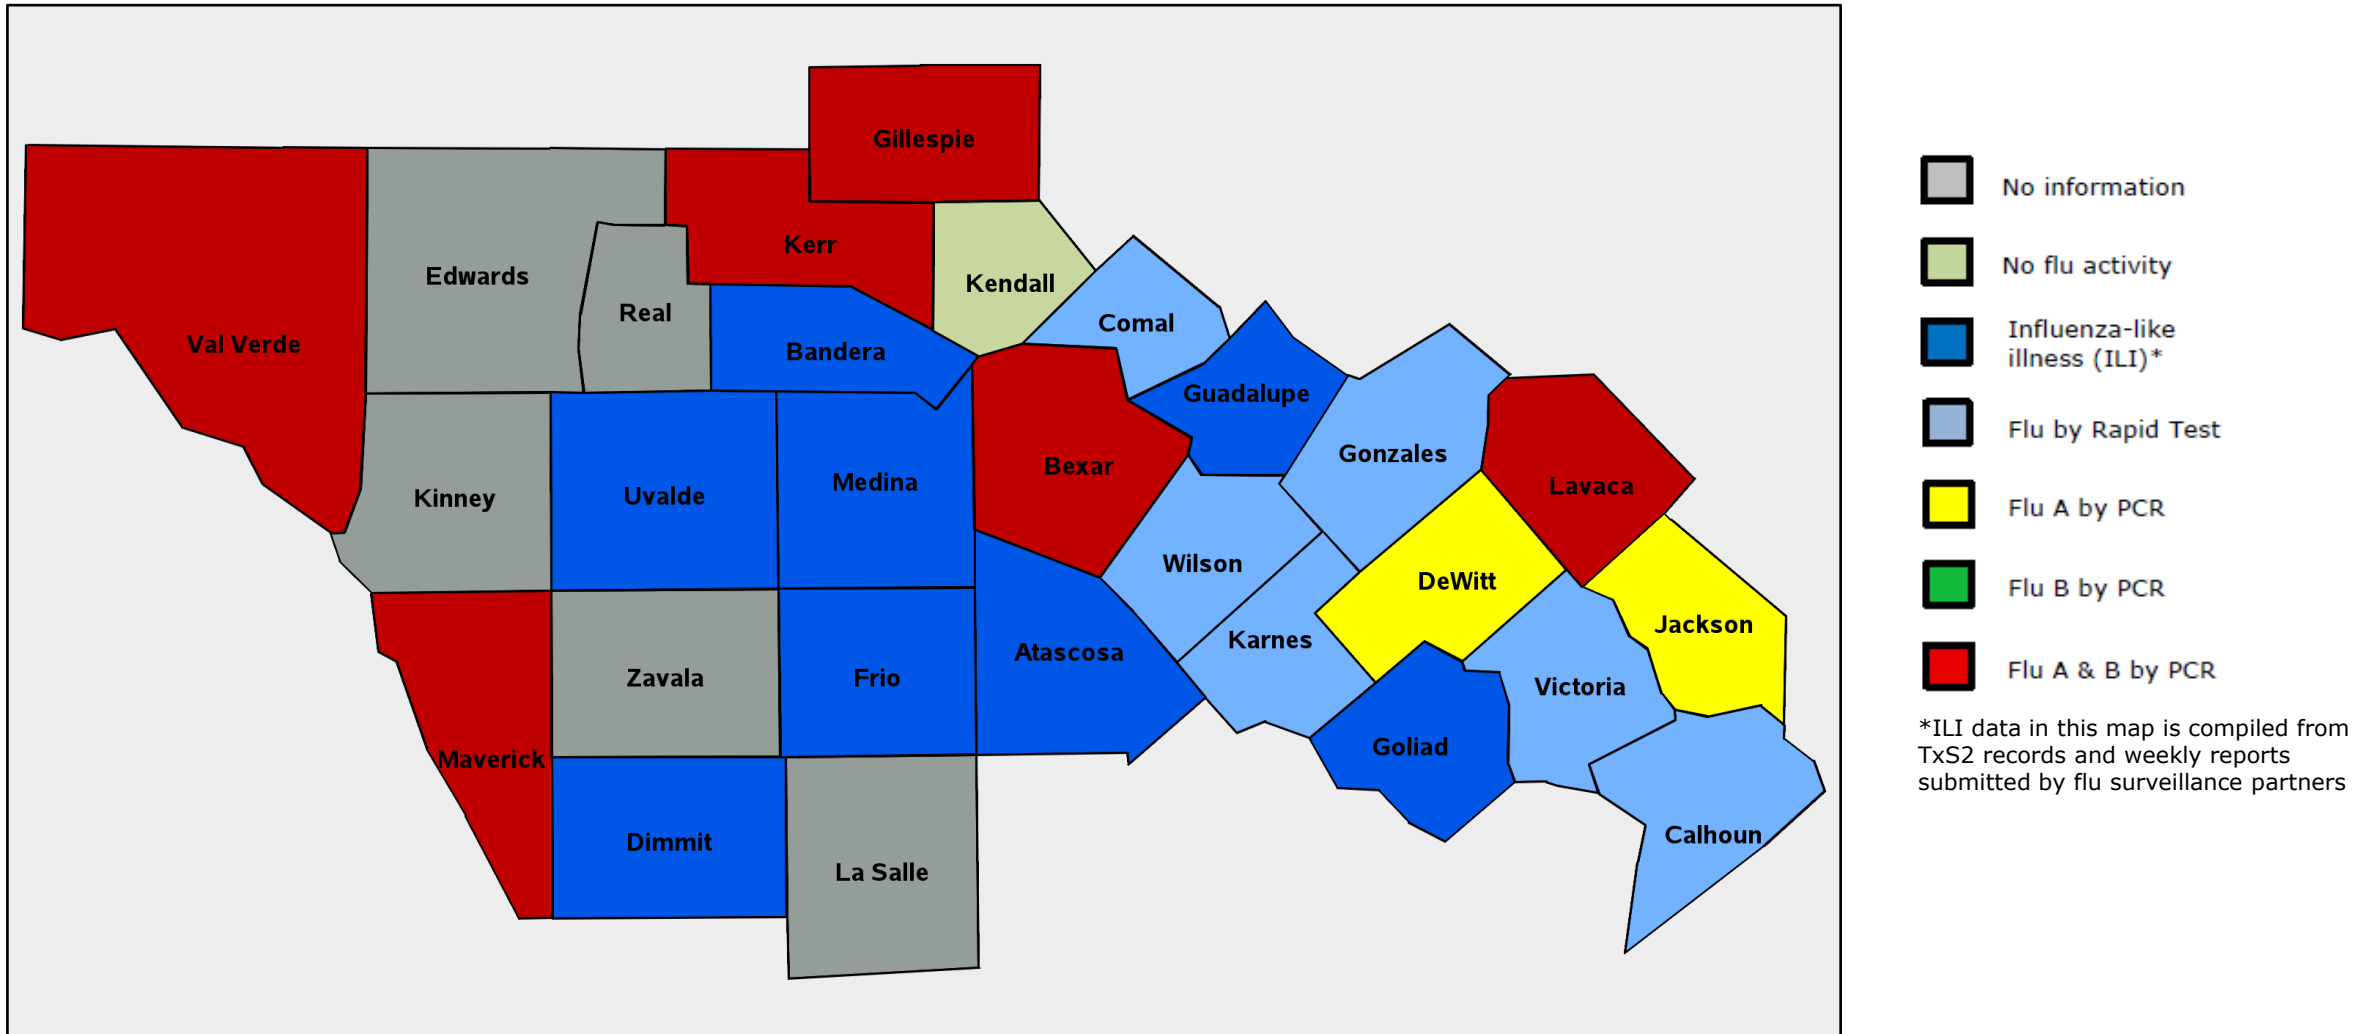 Gillespie
Kerr
Edwards
Kendall
Real
Comal
Val Verde
Bandera
Guadalupe
Gonzales
Bexar
Medina
Lavaca
Uvalde
Kinney
Wilson
DeWitt
Jackson
Karnes
Atascosa
Zavala
Frio
Victoria
Goliad
Maverick
Calhoun
Dimmit
La Salle
No information
No flu activity
Influenza-like
illness (ILI)*
Flu by Rapid Test
Flu A by PCR
Flu B by PCR
Flu A & B by PCR
*ILI data in this map is compiled from
TxS2 records and weekly reports
submitted by flu surveillance partners